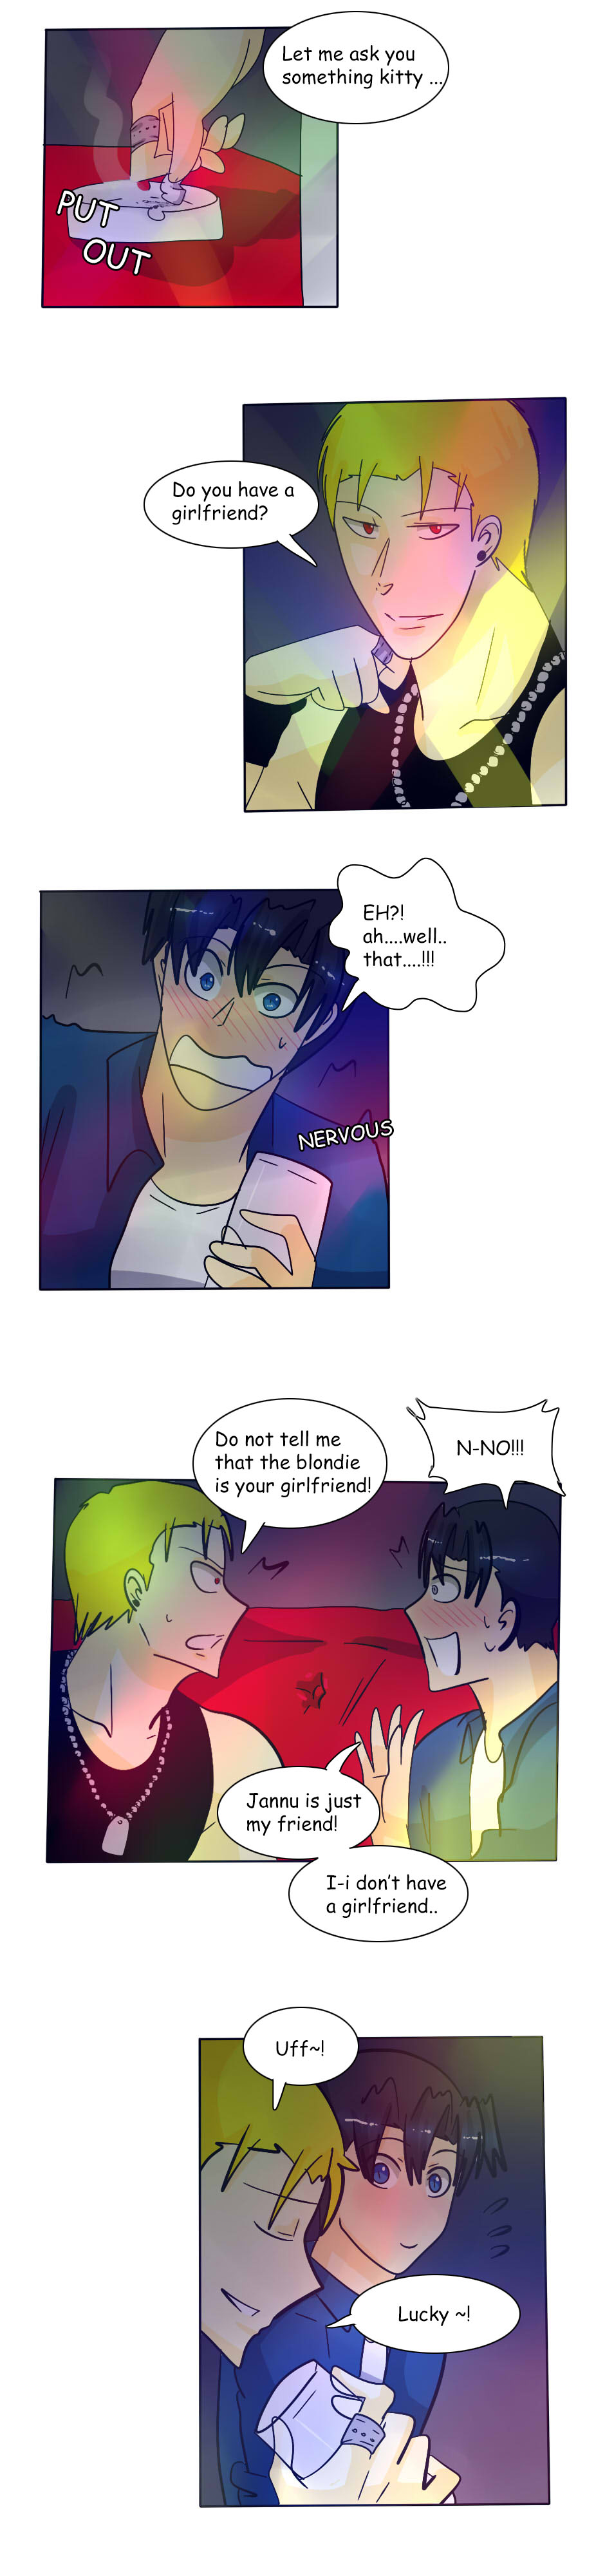 Let me ask you
something kitty ...
PUT
OUT
Do you have a
girlfriend?
EH?!
ah....well..
that....!!!
NERVOUS
Do not tell me
that the blondie
is your girlfriend!
N-NO!!!
Jannu is just
my friend!
I-i don't have
a girlfriend..
Uff~!
Lucky ~!